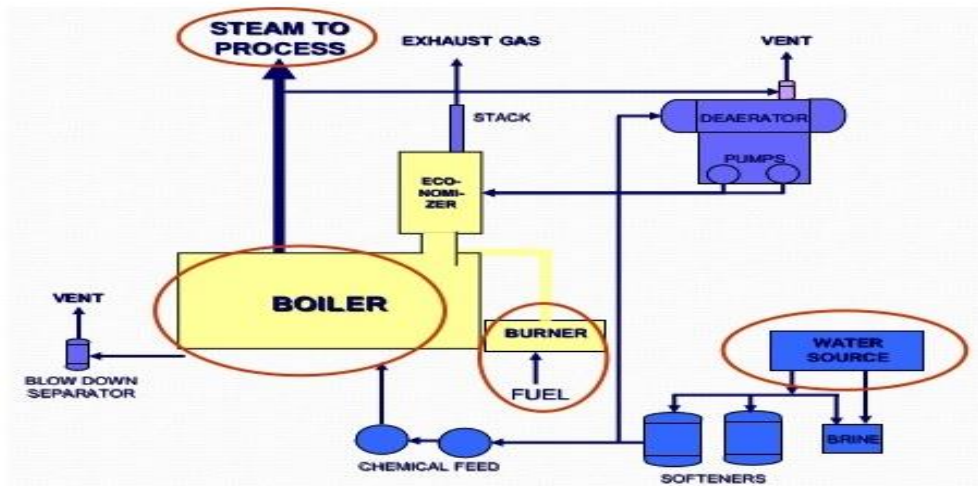 STEAM TO
PROCESS
EXHAUST GAS
VENT
STACK
DEAERATOR
PUMPS
ECO-
NOMI-
ZER
BOILER
VENT
BURNER
WATER
SOURCE
BLOW DOWN
SEPARATOR
FUEL
BRINE
CHEMICAL FEED
SOFTENERS